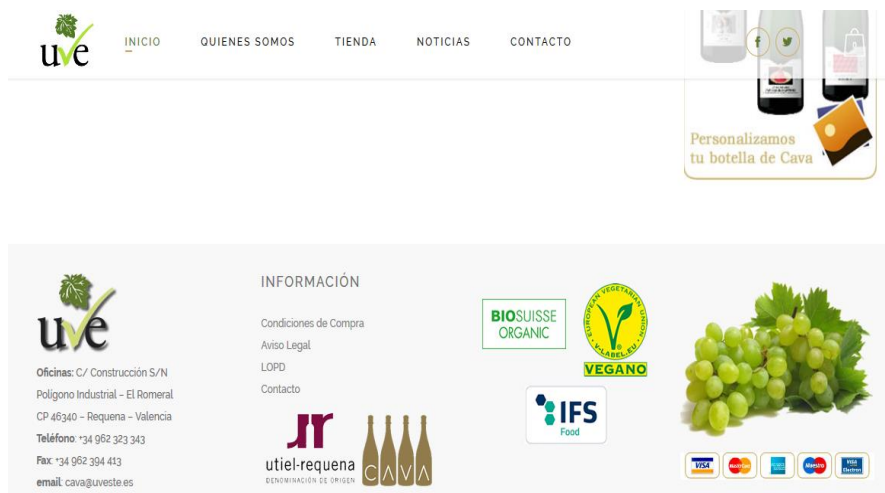 uve
INICIO
QUIENES SOMOS
TIENDA
NOTICIAS
CONTACTO
Personalizamos
tu botella de Cava
uve
Oficinas: C/ Construcción S/N
Polígono Industrial – El Romeral
CP 46340 – Requena – Valencia
Teléfono: +34 962 323 343
Fax: +34 962 394 413
email: cava@uveste.es
INFORMACIÓN
Condiciones de Compra
Aviso Legal
LOPD
Contacto
utiel-requena
DENOMINACIÓN DE ORIGEN
CAVA
BIOSUISSE
ORGANIC
EUROPEAN VEGETARIAN UNION
V-LABEL.EU
VEGANO
IFS
Food
VISA
MasterCard
Maestro
VISA
Electron